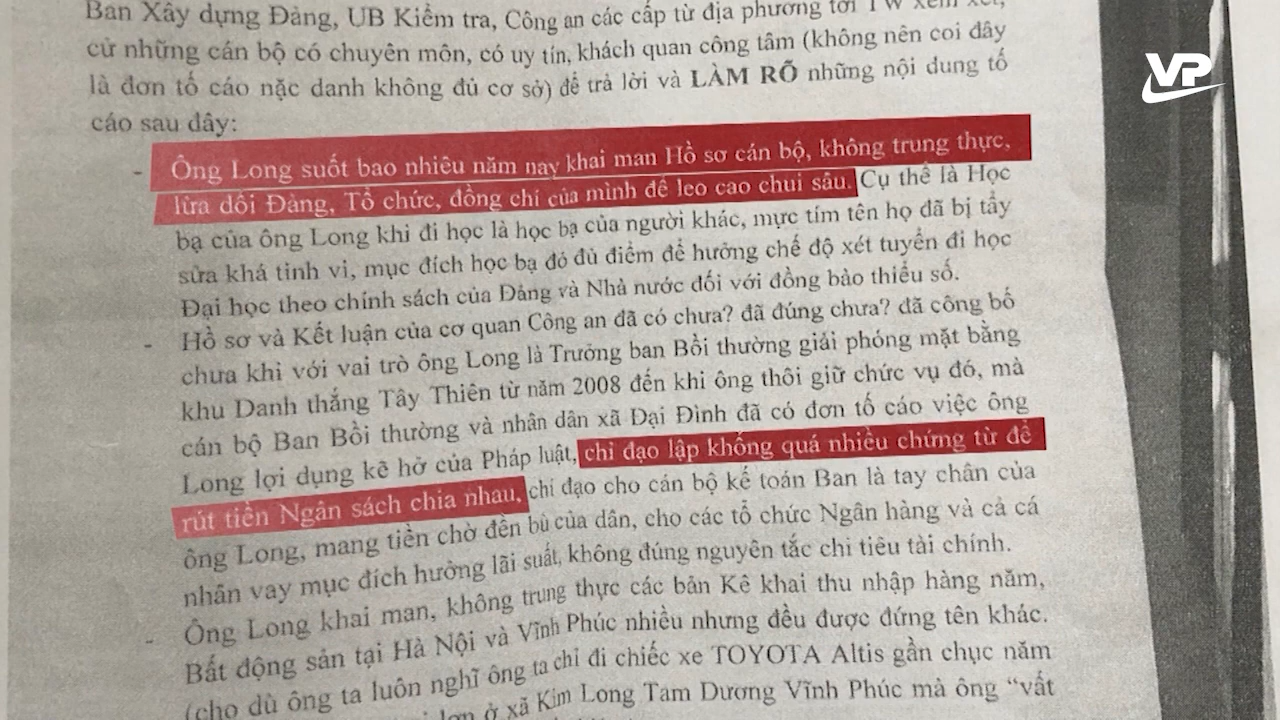 Ban Xây dựng Đảng, UB Kiểm tra, Công an các cấp từ địa phương tới TW xem xét,
cử những cán bộ có chuyên môn, có uy tín, khách quan công tâm (không nên coi đây
là đơn tố cáo nặc danh không đủ cơ sở) để trả lời và LÀM RÕ những nội dung tố
cáo sau đây:
- Ông Long suốt bao nhiêu năm nay khai man Hồ sơ cán bộ, không trung thực,
lừa dối Đảng, Tổ chức, đồng chí của mình để leo cao chui sâu. Cụ thể là Học
bạ của ông Long khi đi học là học bạ của người khác, mực tím tên họ đã bị tẩy
sửa khá tinh vi, mục đích học bạ đó đủ điểm để hưởng chế độ xét tuyển đi học
Đại học theo chính sách của Đảng và Nhà nước đối với đồng bào thiểu số.
- Hồ sơ và Kết luận của cơ quan Công an đã có chưa? đã đúng chưa? đã công bố
chưa khi với vai trò ông Long là Trưởng ban Bồi thường giải phóng mặt bằng
khu Danh thắng Tây Thiên từ năm 2008 đến khi ông thôi giữ chức vụ đó, mà
cán bộ Ban Bồi thường và nhân dân xã Đại Đình đã có đơn tố cáo việc ông
Long lợi dụng kẽ hở của Pháp luật, chỉ đạo lập khống quá nhiều chứng từ để
rút tiền Ngân sách chia nhau, chỉ đạo cho cán bộ kế toán Ban là tay chân của
ông Long, mang tiền chờ đền bù của dân, cho các tổ chức Ngân hàng và cả cá
nhân vay mục đích hưởng lãi suất, không đúng nguyên tắc chi tiêu tài chính.
- Ông Long khai man, không trung thực các bản Kê khai thu nhập hàng năm,
Bất động sản tại Hà Nội và Vĩnh Phúc nhiều nhưng đều được đứng tên khác.
(cho dù ông ta luôn nghĩ ông ta chỉ đi chiếc xe TOYOTA Altis gần chục năm
ở xã Kim Long Tam Dương Vĩnh Phúc mà ông “vất
VP